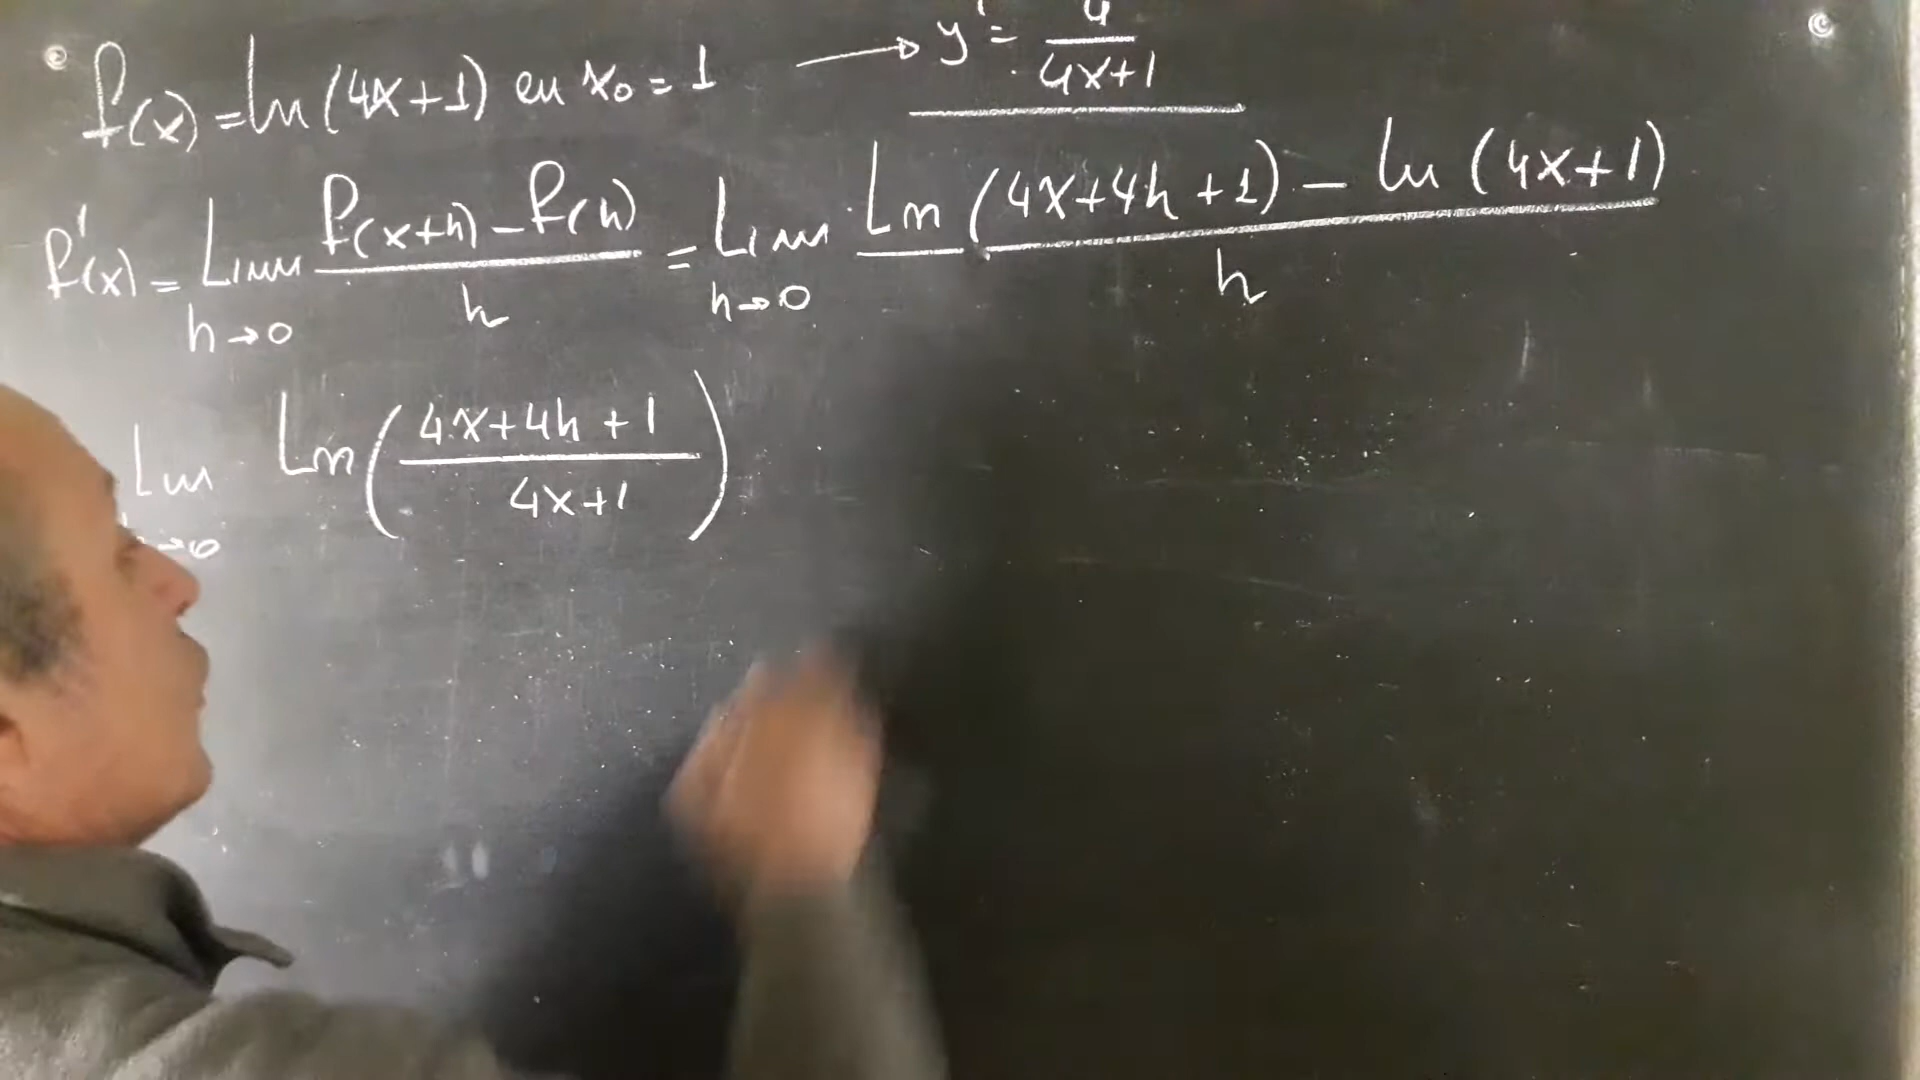 f(x) = ln(4x+1) en x₀ = 1 → y' = 4/(4x+1)
f'(x) = Lim h→0 (f(x+h) - f(h))/h = Lim h→0 (Ln(4x+4h+1) - ln(4x+1))/h
Lim h→0 Ln((4x+4h+1)/(4x+1))